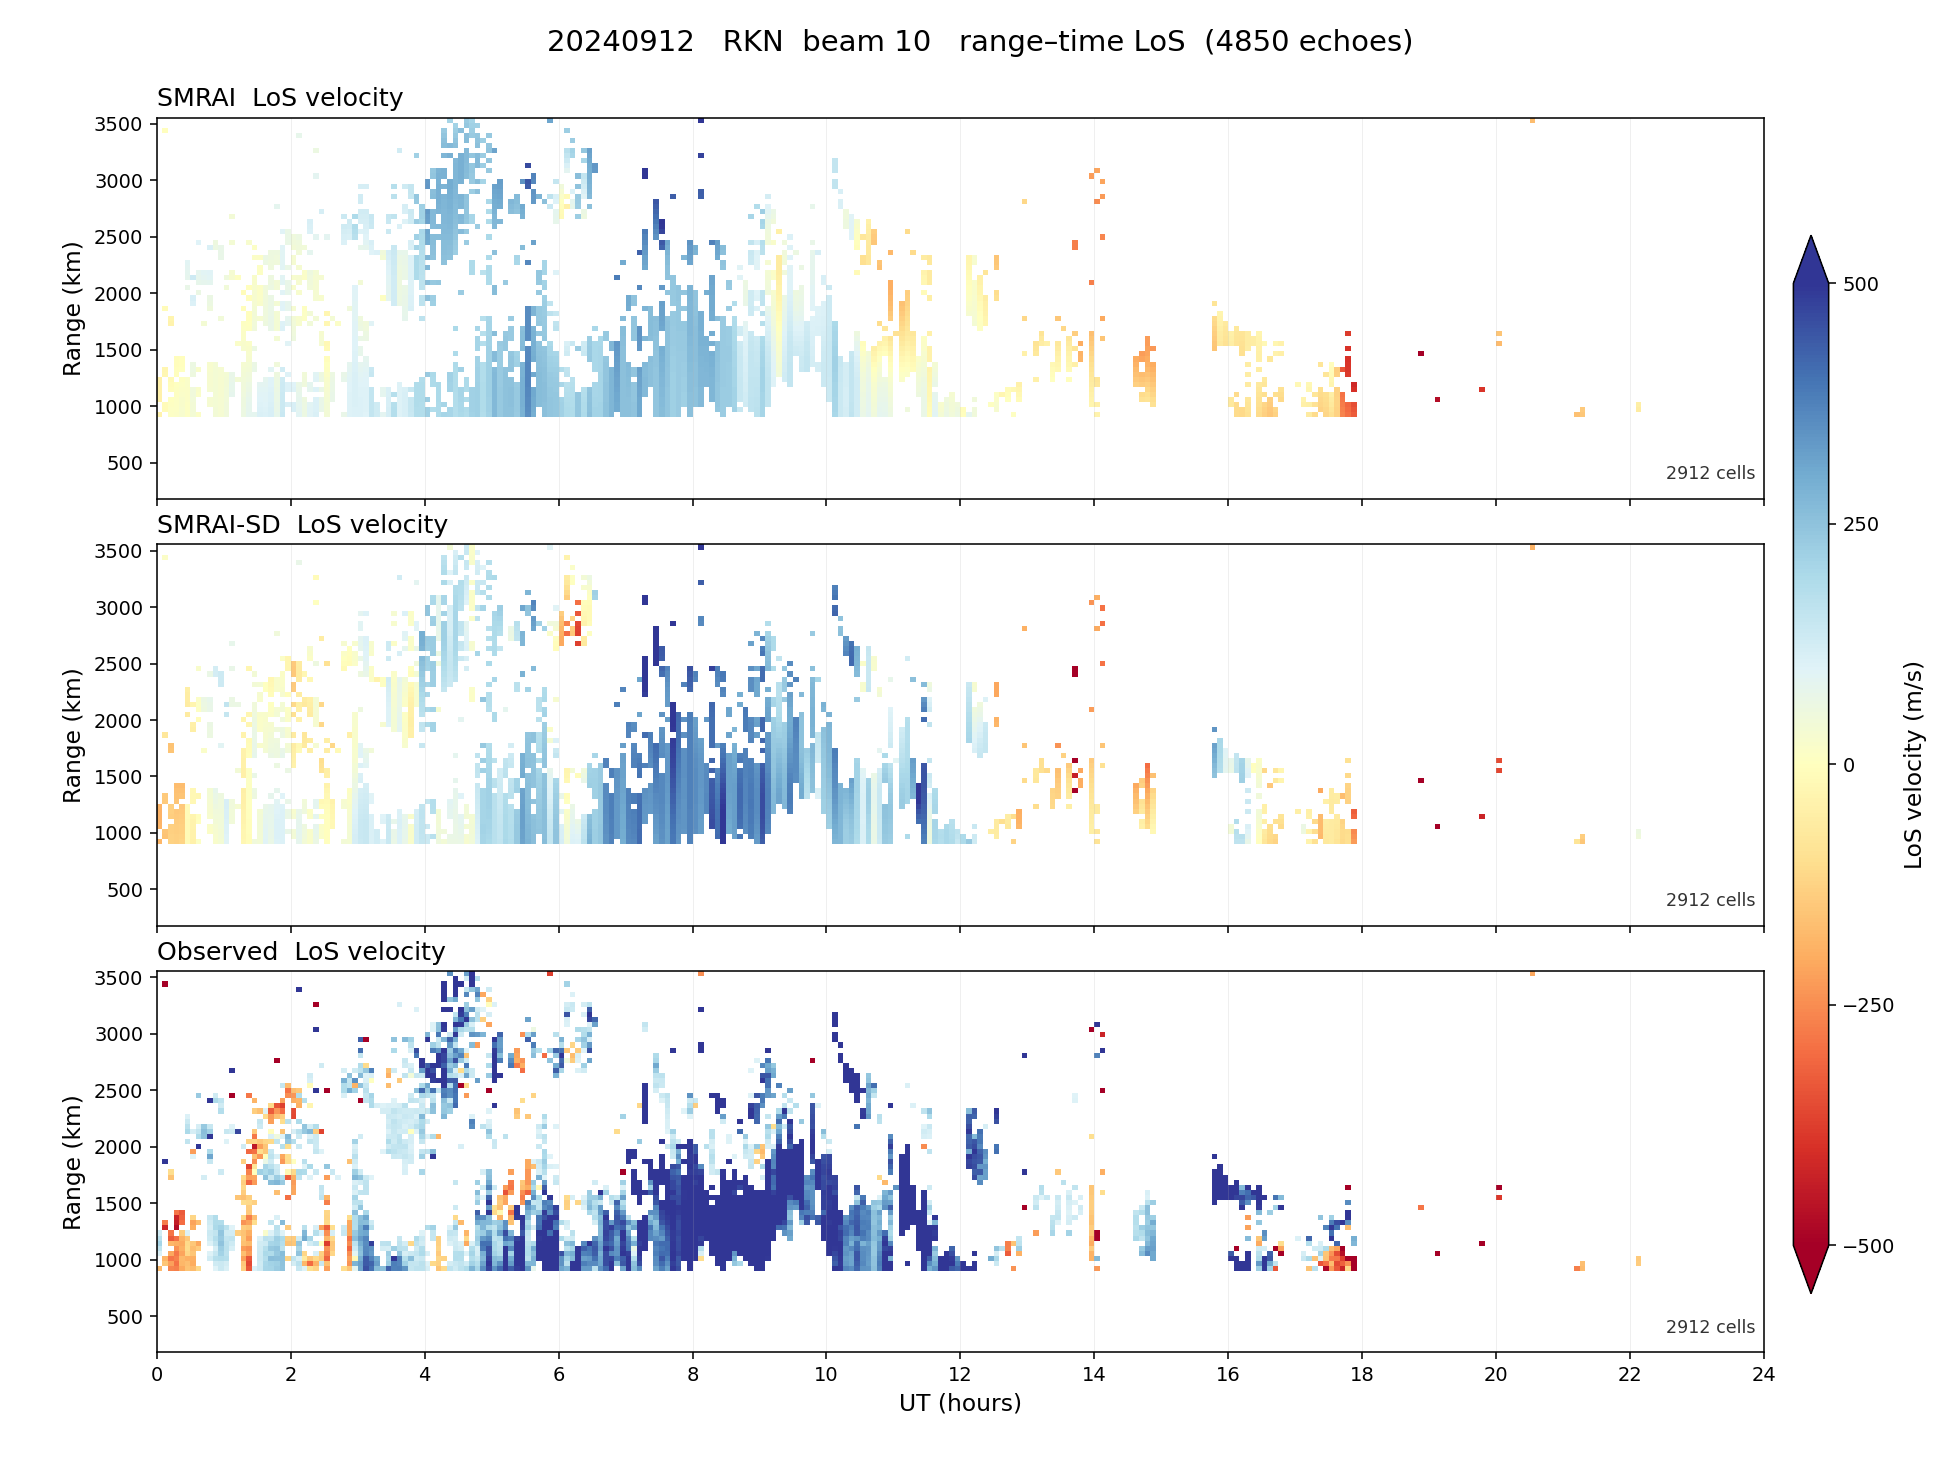 20240912   RKN  beam 10   range–time LoS  (4850 echoes)
SMRAI  LoS velocity
3500
3000
2500
2000
1500
1000
500
Range (km)
2912 cells
SMRAI-SD  LoS velocity
3500
3000
2500
2000
1500
1000
500
Range (km)
2912 cells
Observed  LoS velocity
3500
3000
2500
2000
1500
1000
500
Range (km)
2912 cells
0 2 4 6 8 10 12 14 16 18 20 22 24
UT (hours)
500
250
0
−250
−500
LoS velocity (m/s)